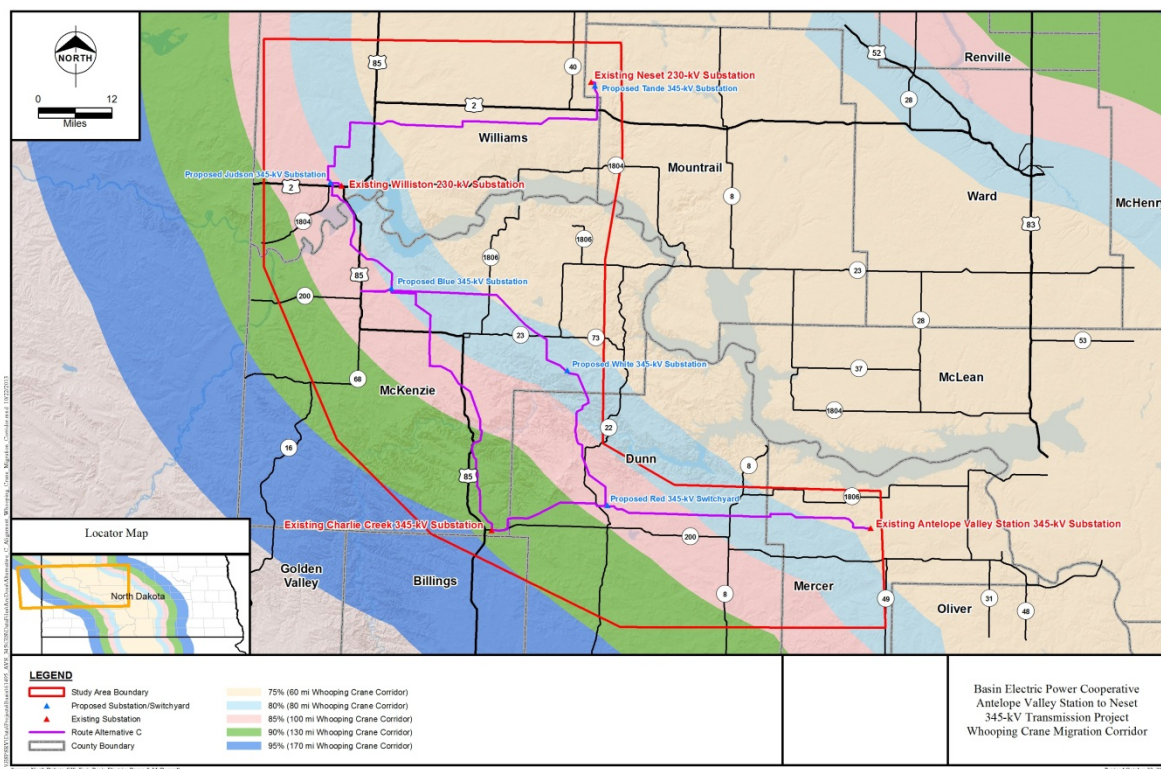 NORTH
0
12
Miles
85
40
52
Renville
Existing Neset 230-kV Substation
Proposed Tande 345-kV Substation
28
2
Williams
Mountrail
1804
Proposed Judson 345-kV Substation
2
Existing Williston 230-kV Substation
8
Ward
McHenr
1804
1806
1806
83
85
23
Proposed Blue 345-kV Substation
200
28
23
73
53
Proposed White 345-kV Substation
37
68
McKenzie
McLean
1804
16
22
Dunn
85
8
1806
Proposed Red 345-kV Switchyard
Existing Charlie Creek 345-kV Substation
Existing Antelope Valley Station 345-kV Substation
200
Golden
Valley
Billings
Mercer
8
49
Oliver
31
48
Locator Map
North Dakota
LEGEND
Study Area Boundary
Proposed Substation/Switchyard
Existing Substation
Route Alternative C
County Boundary
75% (60 mi Whooping Crane Corridor)
80% (80 mi Whooping Crane Corridor)
85% (100 mi Whooping Crane Corridor)
90% (130 mi Whooping Crane Corridor)
95% (170 mi Whooping Crane Corridor)
Basin Electric Power Cooperative
Antelope Valley Station to Neset
345-kV Transmission Project
Whooping Crane Migration Corridor